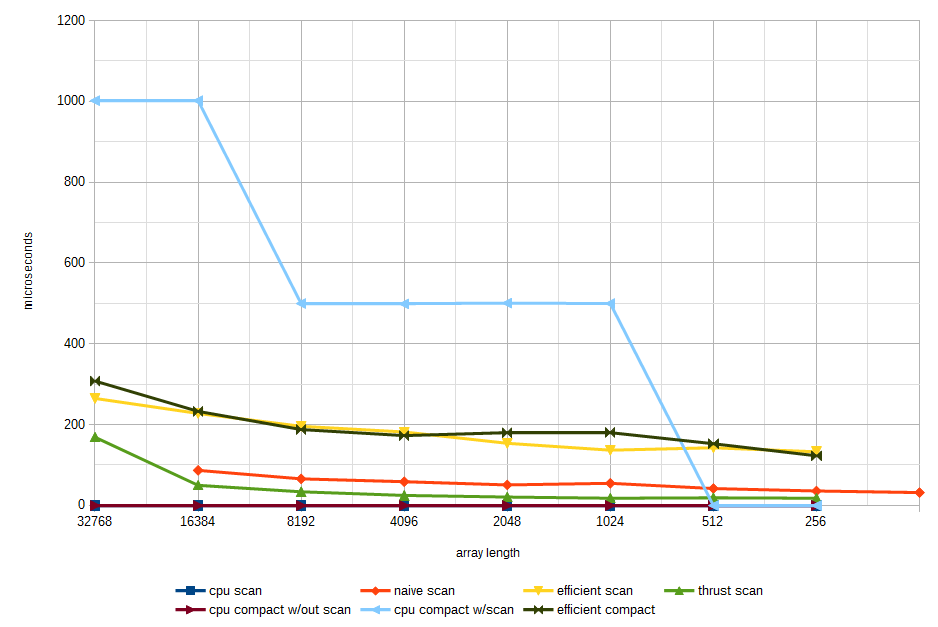 1200
1000
800
600
400
200
0
microseconds
32768 16384 8192 4096 2048 1024 512 256
array length
cpu scan naive scan efficient scan thrust scan
cpu compact w/out scan cpu compact w/scan efficient compact